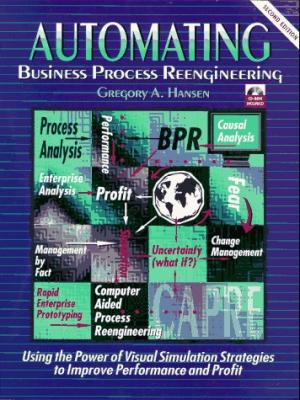 SECOND EDITION
AUTOMATING
BUSINESS PROCESS REENGINEERING
GREGORY A. HANSEN
CD-ROM
INCLUDED
Process
Analysis
Performance
BPR
Causal
Analysis
Enterprise
Analysis
Profit
Fear
Management
by
Fact
Simulation
Uncertainty
(what if?)
Change
Management
Rapid
Enterprise
Prototyping
Computer
Aided
Process
Reengineering
CAPRE
Using the Power of Visual Simulation Strategies
to Improve Performance and Profit